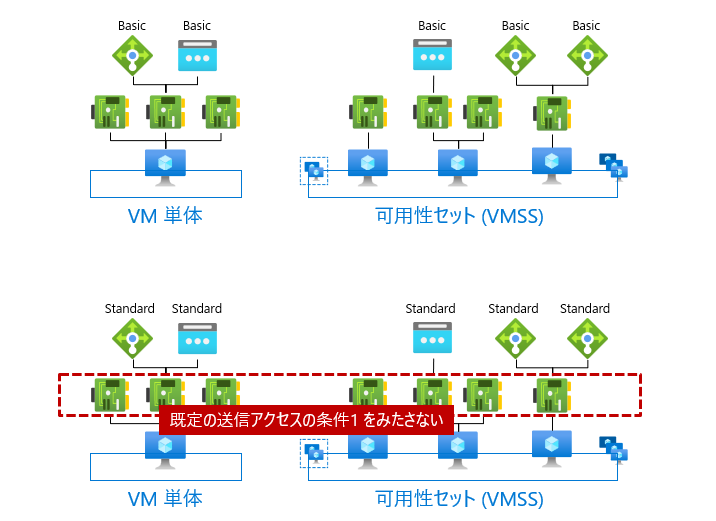 Basic Basic Basic Basic Basic
VM 単体 可用性セット (VMSS)
Standard Standard Standard Standard Standard
既定の送信アクセスの条件1 をみたさない
VM 単体 可用性セット (VMSS)